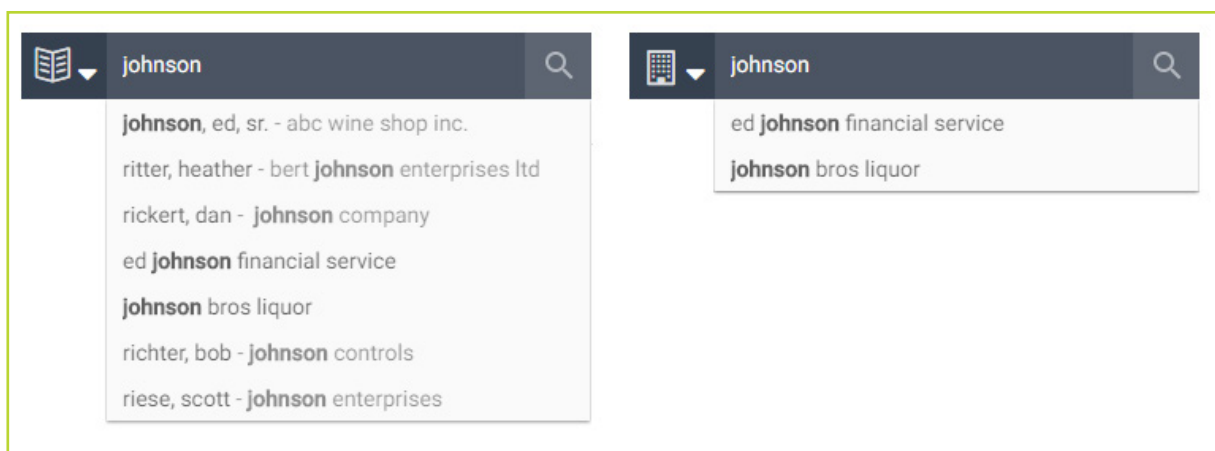 johnson
johnson, ed, sr. - abc wine shop inc.
ritter, heather - bert johnson enterprises ltd
rickert, dan - johnson company
ed johnson financial service
johnson bros liquor
richter, bob - johnson controls
riese, scott - johnson enterprises
johnson
ed johnson financial service
johnson bros liquor